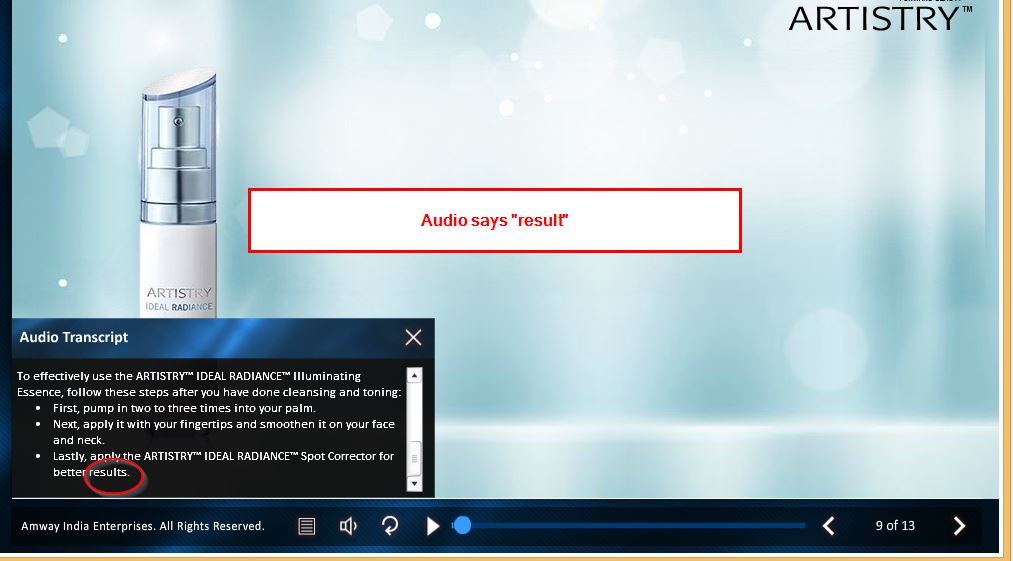 ARTISTRY™
Audio says "result"
ARTISTRY
IDEAL RADIANCE
Audio Transcript
To effectively use the ARTISTRY™ IDEAL RADIANCE™ Illuminating
Essence, follow these steps after you have done cleansing and toning:
• First, pump in two to three times into your palm.
• Next, apply it with your fingertips and smoothen it on your face
and neck.
• Lastly, apply the ARTISTRY™ IDEAL RADIANCE™ Spot Corrector for
better results.
Amway India Enterprises. All Rights Reserved.
9 of 13